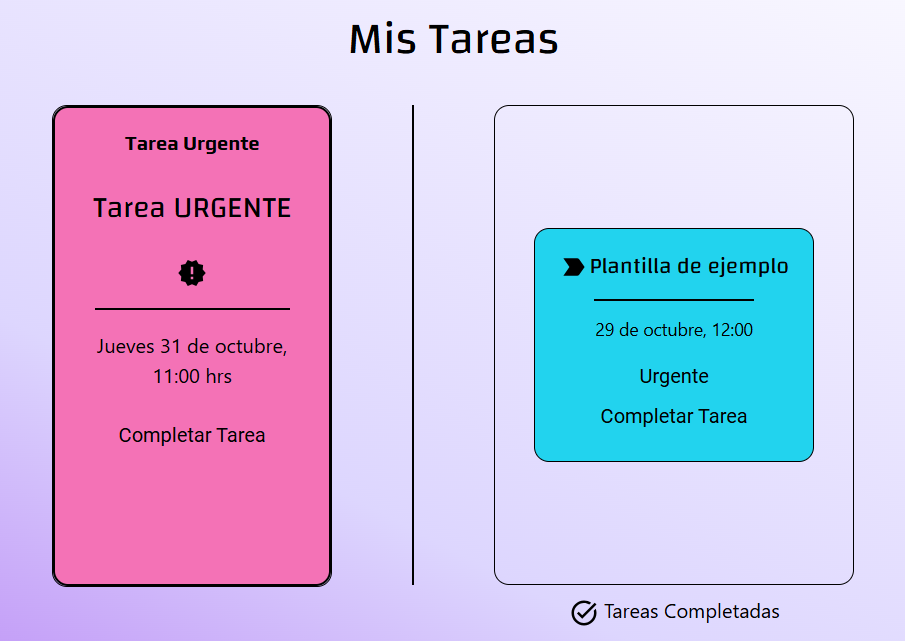 Mis Tareas
Tarea Urgente
Tarea URGENTE
Jueves 31 de octubre,
11:00 hrs
Completar Tarea
Plantilla de ejemplo
29 de octubre, 12:00
Urgente
Completar Tarea
Tareas Completadas